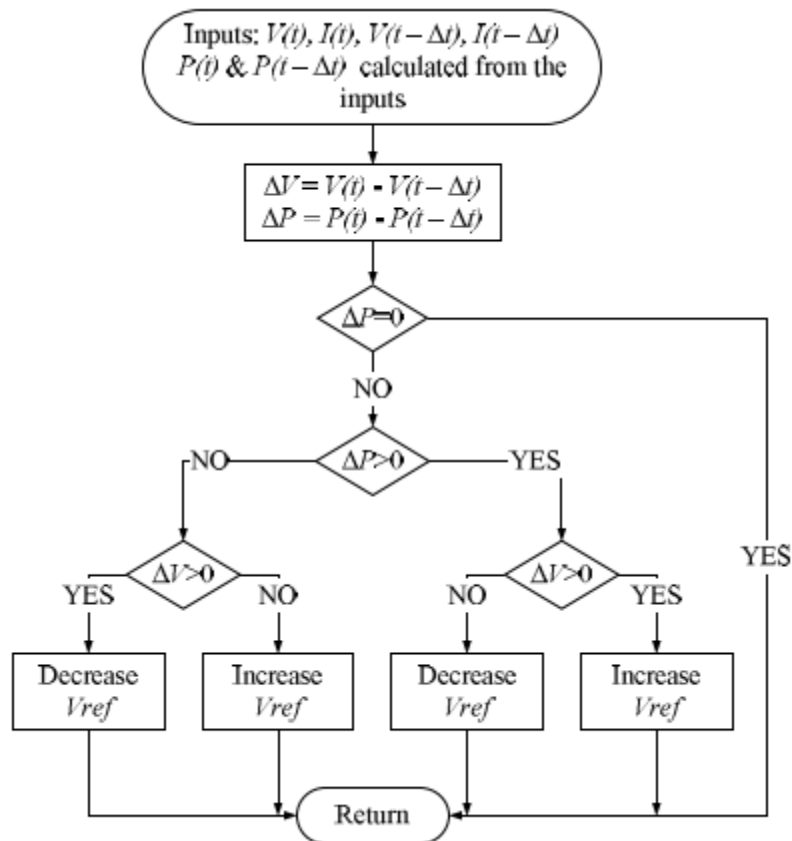 Inputs: V(t), I(t), V(t – Δt), I(t – Δt)
P(t) & P(t – Δt) calculated from the
inputs
ΔV = V(t) - V(t – Δt)
ΔP = P(t) - P(t – Δt)
ΔP=0
NO
ΔP>0
NO
YES
ΔV>0
ΔV>0
YES
YES
NO
NO
YES
Decrease
Vref
Increase
Vref
Decrease
Vref
Increase
Vref
Return